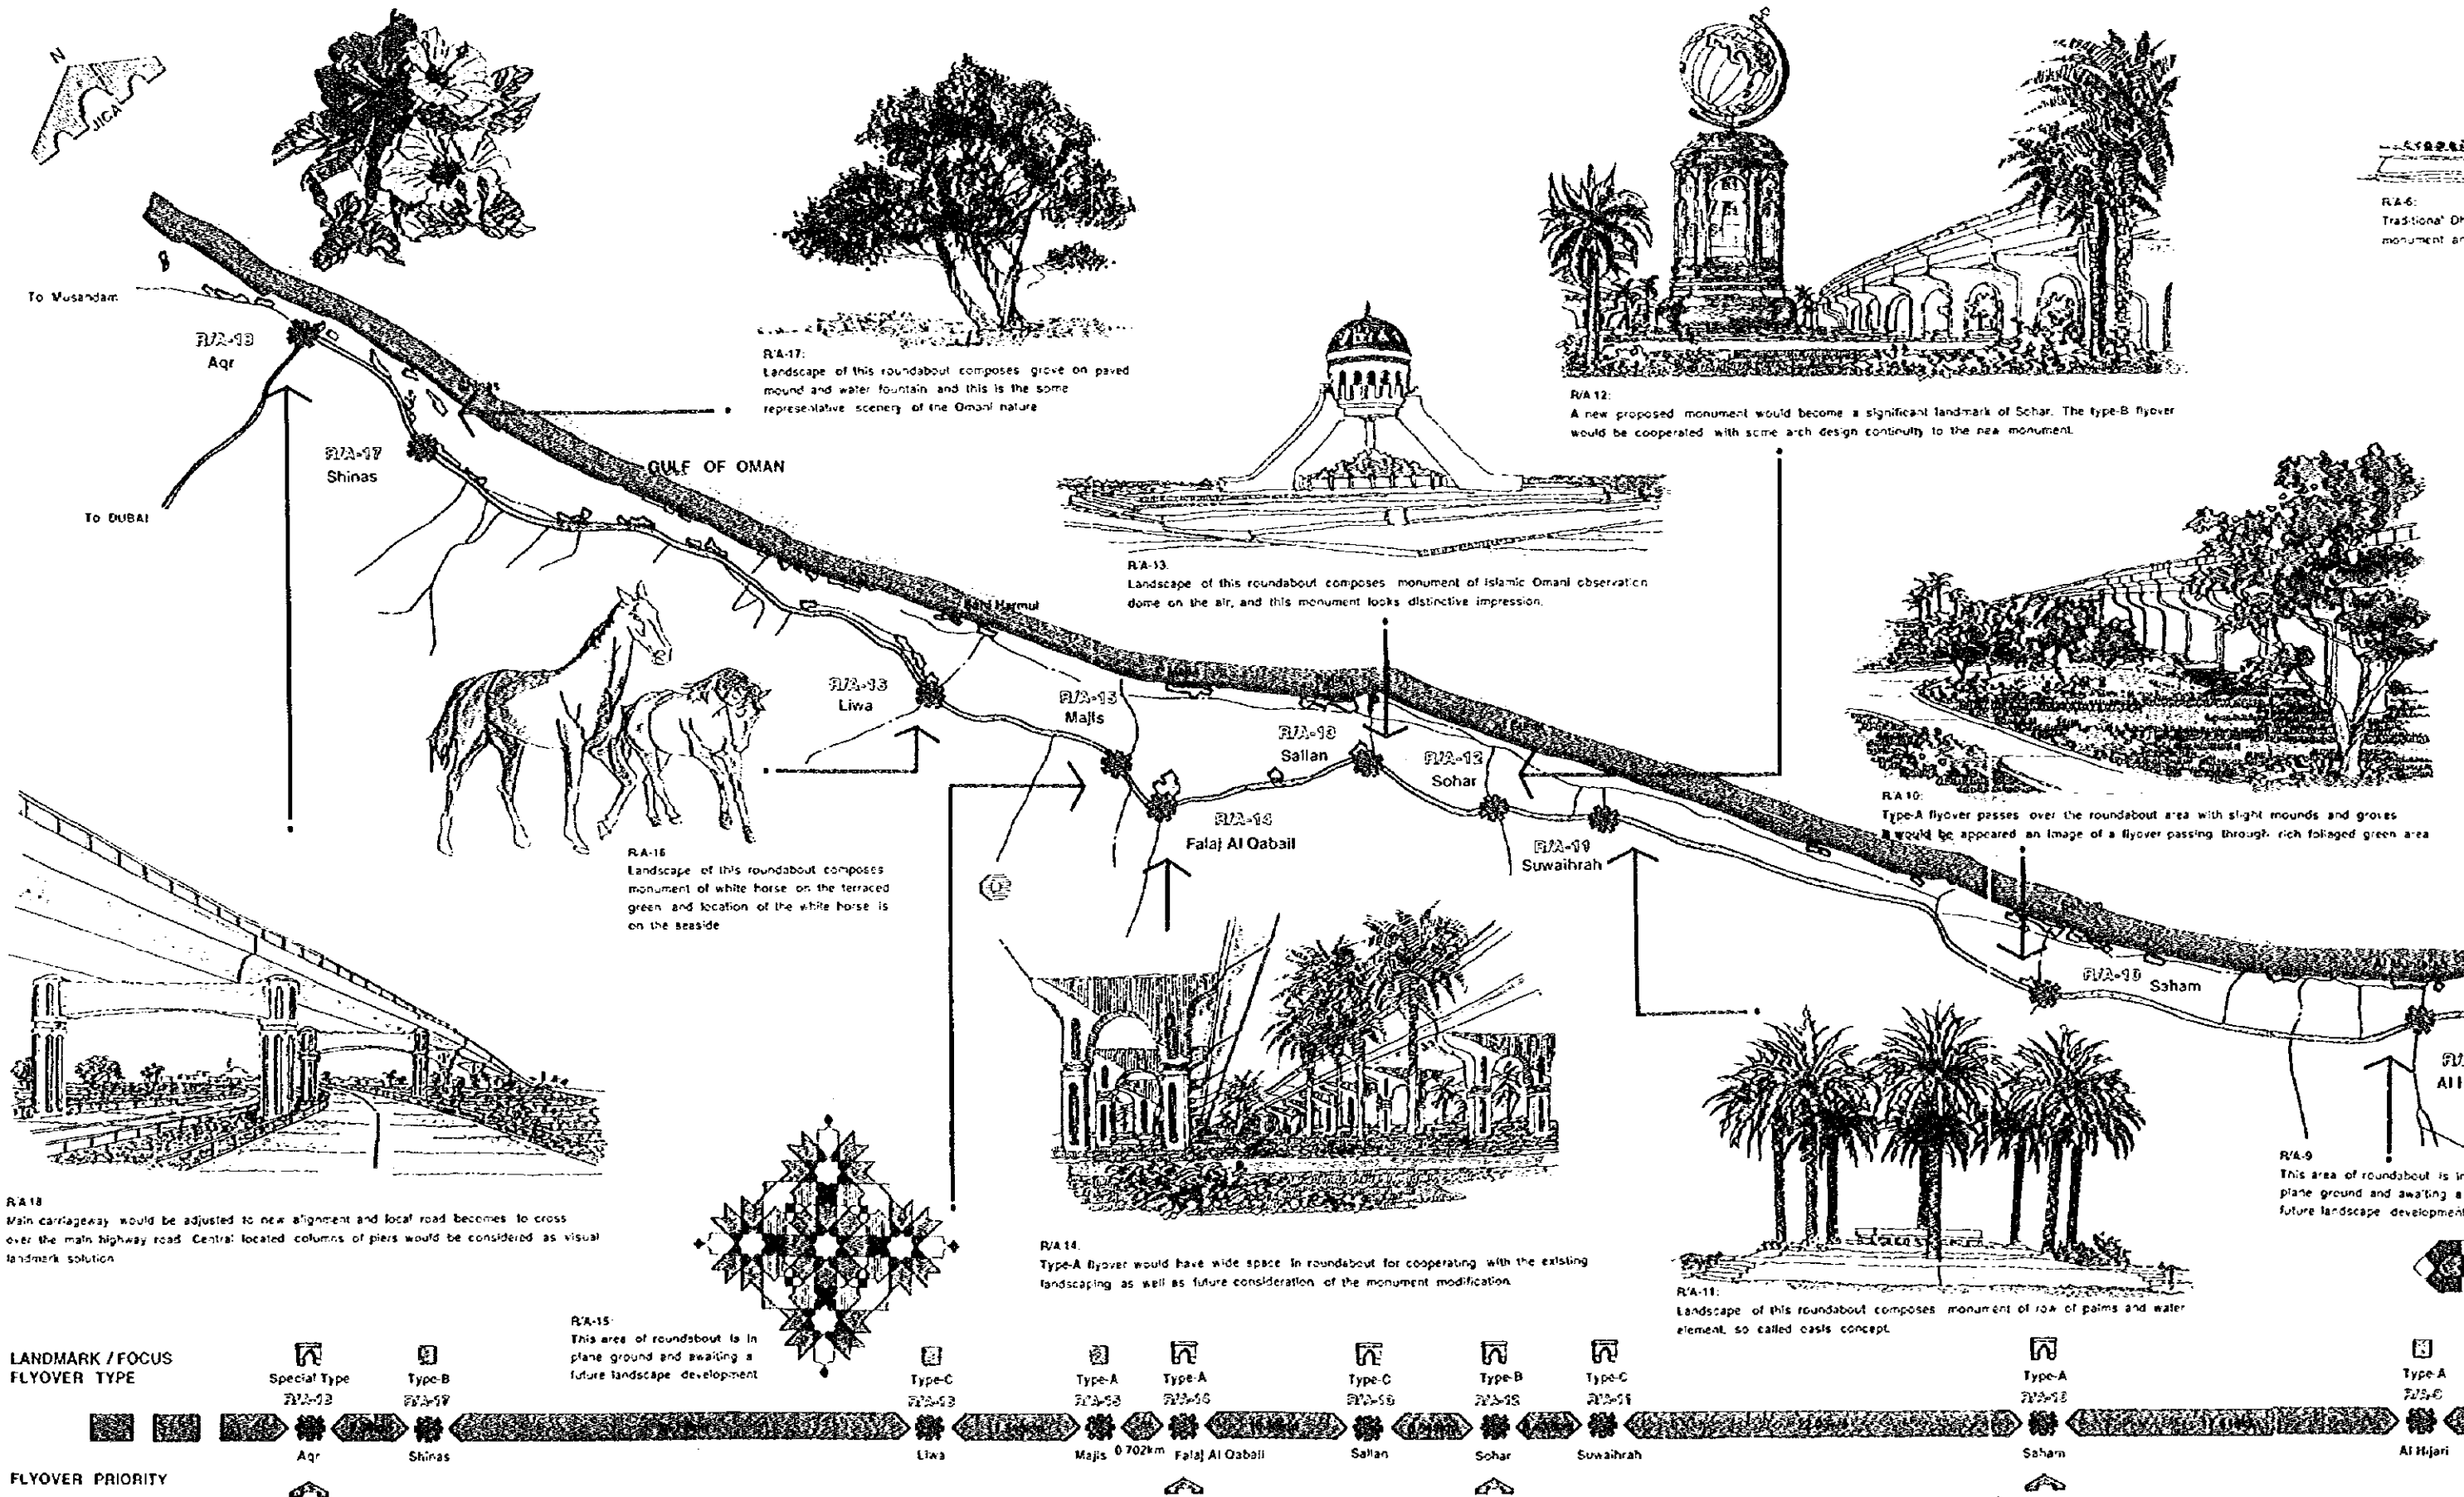 N
JICA
To Musandam
R/A-18
Aqr
To DUBAI
R/A-17
Shinas
GULF OF OMAN
R/A-17:
Landscape of this roundabout composes grove on paved
mound and water fountain and this is the some
representative scenery of the Omani nature
R/A-13.
Landscape of this roundabout composes monument of Islamic Omani observation
dome on the air, and this monument looks distinctive impression.
R/A 12:
A new proposed monument would become a significant landmark of Sohar. The type-B flyover
would be cooperated with some arch design continuity to the new monument.
R/A-6:
Traditional
monument
R/A-16
Liwa
R/A-15
Majis
R/A-13
Sallan
R/A-12
Sohar
R/A-14
Falaj Al Qabail
R/A-11
Suwaihrah
R/A 10:
Type-A flyover passes over the roundabout area with slight mounds and groves
It would be appeared an image of a flyover passing through rich foliaged green area
R/A-16
Landscape of this roundabout composes
monument of white horse on the terraced
green and location of the white horse is
on the seaside
R/A-10
Saham
R/A-9
This area of roundabout is in
plane ground and awaiting a
future landscape development
R/A 18
Main carriageway would be adjusted to new alignment and local road becomes to cross
over the main highway road. Central located columns of piers would be considered as visual
landmark solution
R/A 14.
Type-A flyover would have wide space in roundabout for cooperating with the existing
landscaping as well as future consideration of the monument modification.
R/A-11:
Landscape of this roundabout composes monument of row of palms and water
element, so called oasis concept.
R/A-15:
This area of roundabout is in
plane ground and awaiting a
future landscape development
LANDMARK / FOCUS
FLYOVER TYPE
Special Type Type-B Type-C Type-A Type-A Type-C Type-B Type-C Type-A Type-A
Aqr Shinas Liwa Majis 0 702km Falaj Al Qabail Sallan Sohar Suwaihrah Saham Al Hijari
FLYOVER PRIORITY